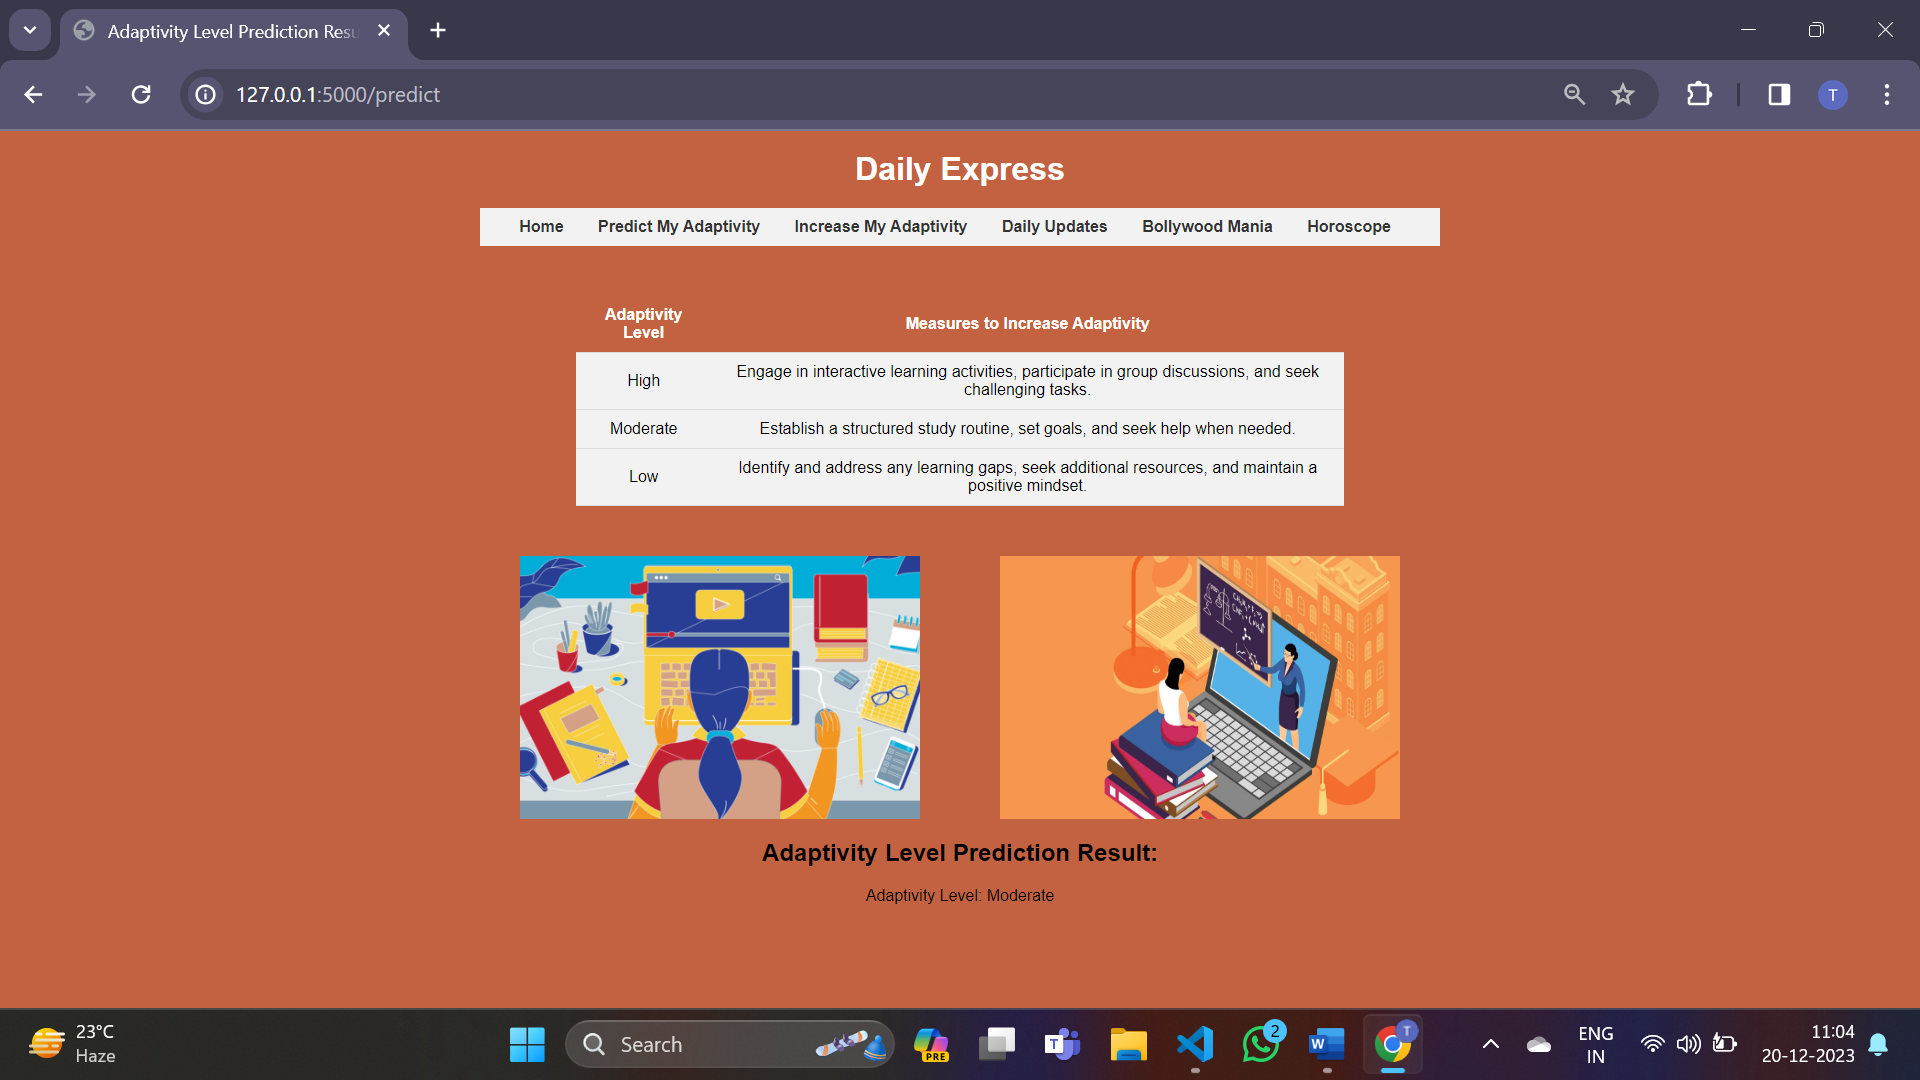 Adaptivity Level Prediction Resu
127.0.0.1:5000/predict
T
Daily Express
Home Predict My Adaptivity Increase My Adaptivity Daily Updates Bollywood Mania Horoscope
Adaptivity
Level
Measures to Increase Adaptivity
High
Engage in interactive learning activities, participate in group discussions, and seek
challenging tasks.
Moderate
Establish a structured study routine, set goals, and seek help when needed.
Low
Identify and address any learning gaps, seek additional resources, and maintain a
positive mindset.
Adaptivity Level Prediction Result:
Adaptivity Level: Moderate
23°C
Haze
Search
PRE
T
2
W
T
ENG
IN
11:04
20-12-2023